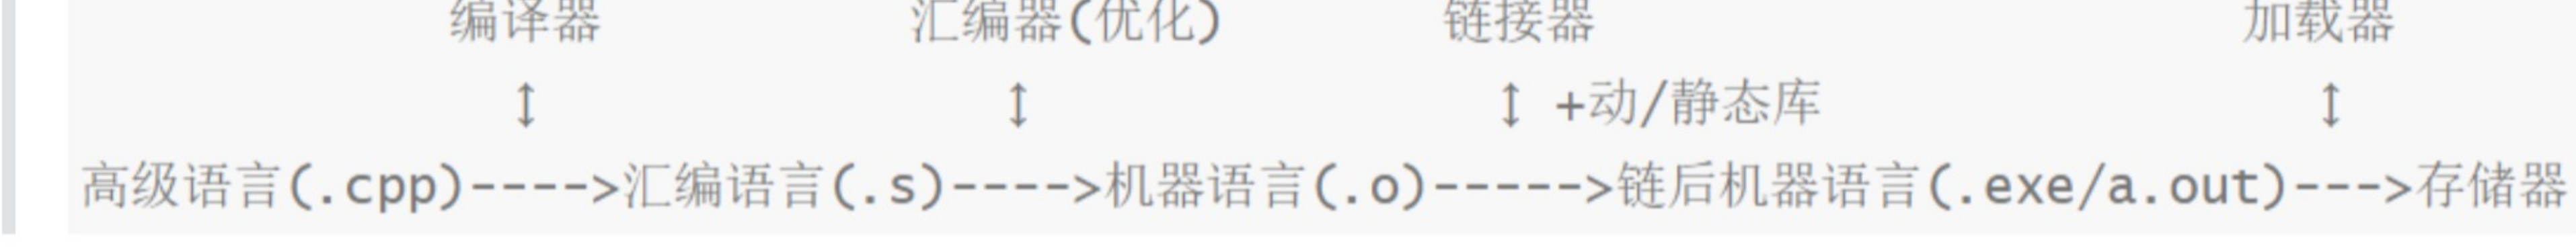 编译器 汇编器(优化) 链接器 加载器
↕ ↕ ↕ +动/静态库 ↕
高级语言(.cpp)---->汇编语言(.s)---->机器语言(.o)----->链后机器语言(.exe/a.out)--->存储器